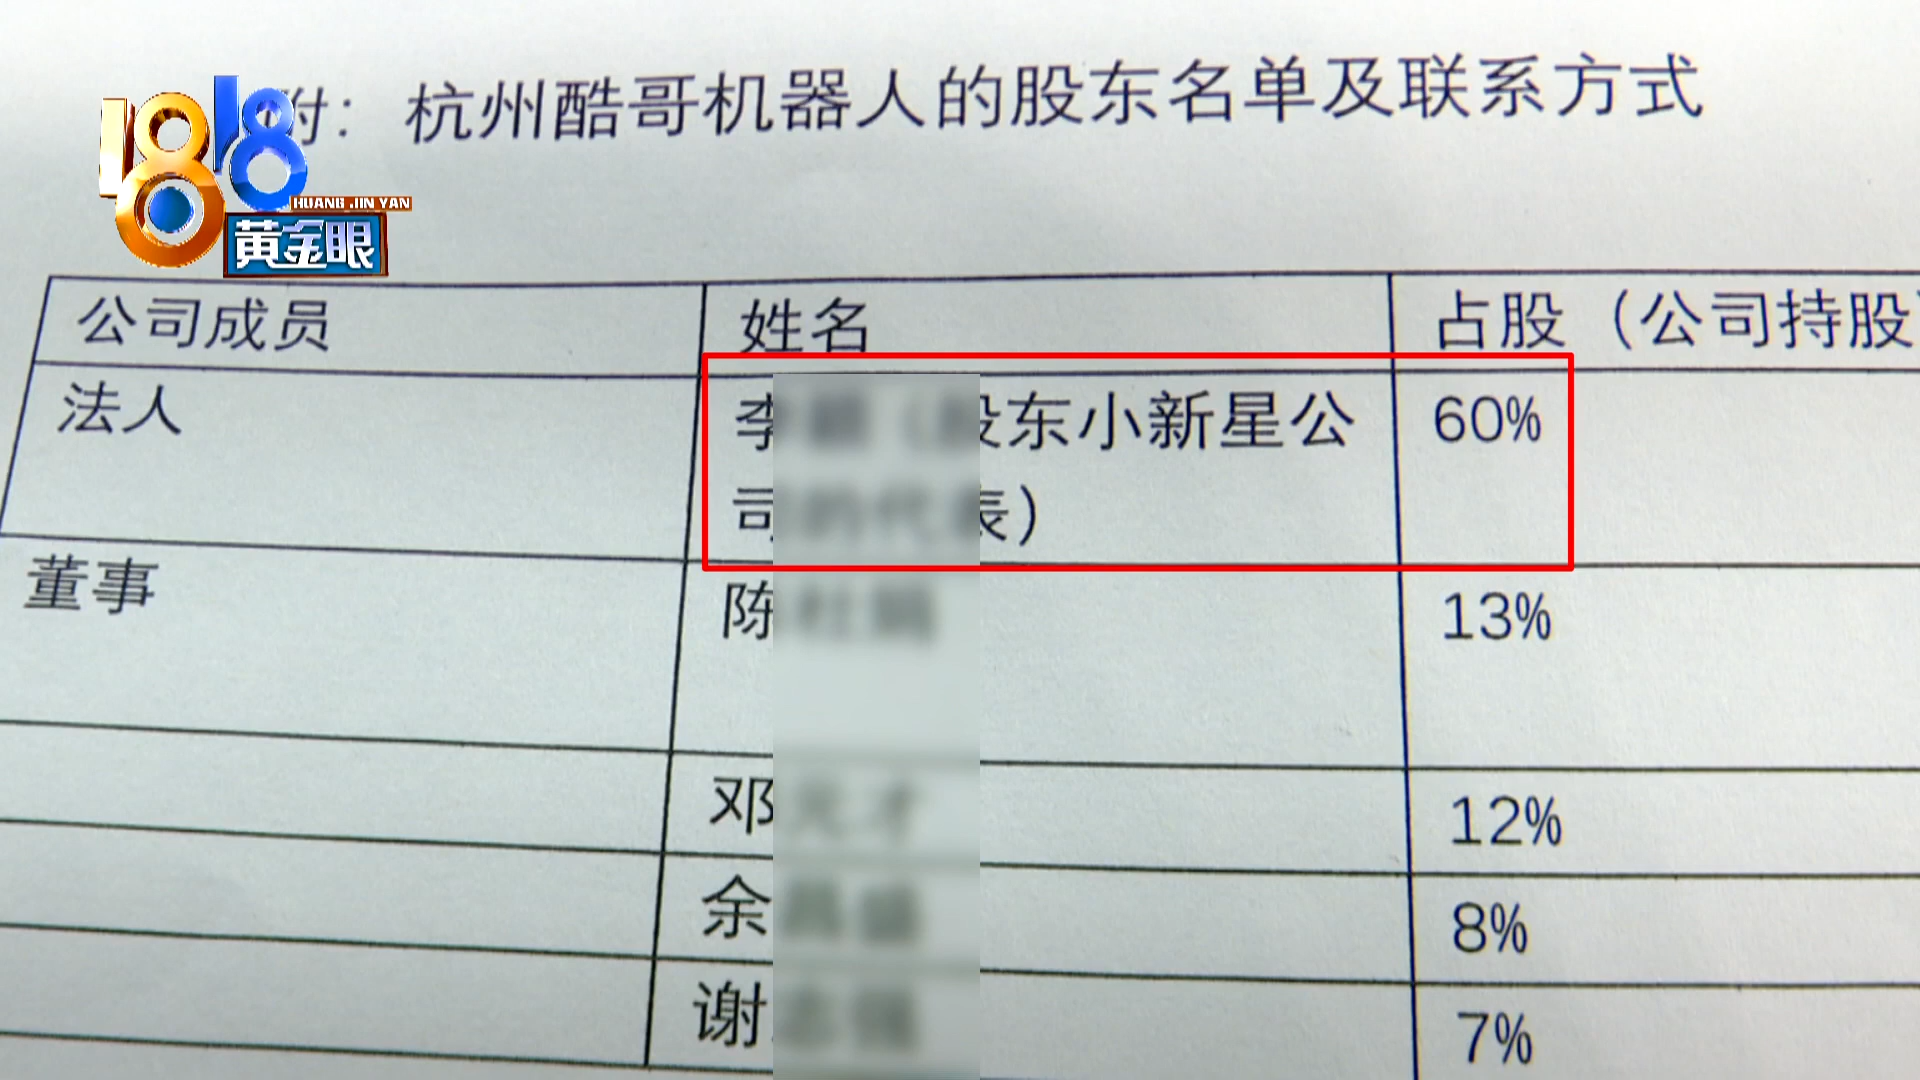 1818
HUANG JIN YAN
黄金眼
附：杭州酷哥机器人的股东名单及联系方式
公司成员 姓名 占股（公司持股
法人 李 股东小新星公 60%
司 表）
董事 陈 13%
邓 12%
余 8%
谢 7%